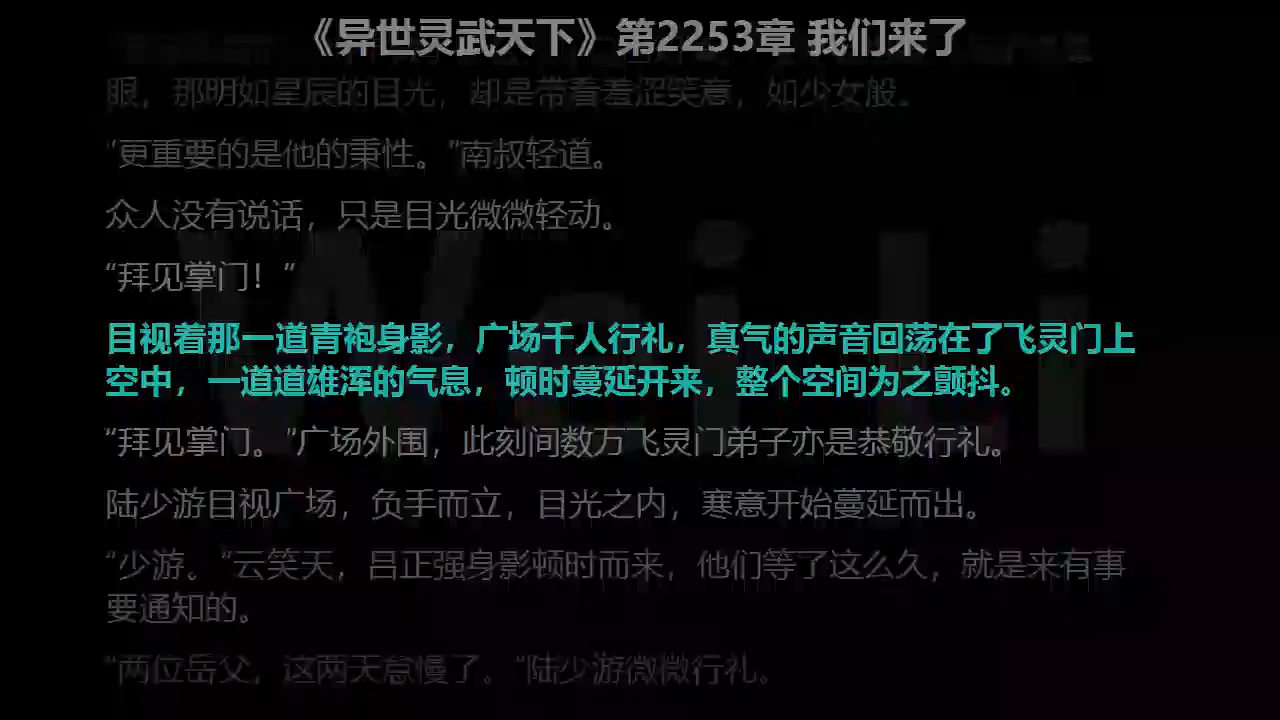 《异世灵武天下》第2253章 我们来了
眼，那明如星辰的目光，却是带着羞涩笑意，如少女般。
“更重要的是他的秉性。”南叔轻道。
众人没有说话，只是目光微微轻动。
“拜见掌门！”
目视着那一道青袍身影，广场千人行礼，真气的声音回荡在了飞灵门上
空中，一道道雄浑的气息，顿时蔓延开来，整个空间为之颤抖。
“拜见掌门。”广场外围，此刻间数万飞灵门弟子亦是恭敬行礼。
陆少游目视广场，负手而立，目光之内，寒意开始蔓延而出。
“少游。”云笑天，吕正强身影顿时而来，他们等了这么久，就是来有事
要通知的。
“两位岳父，这两天怠慢了。”陆少游微微行礼。
Wei Li